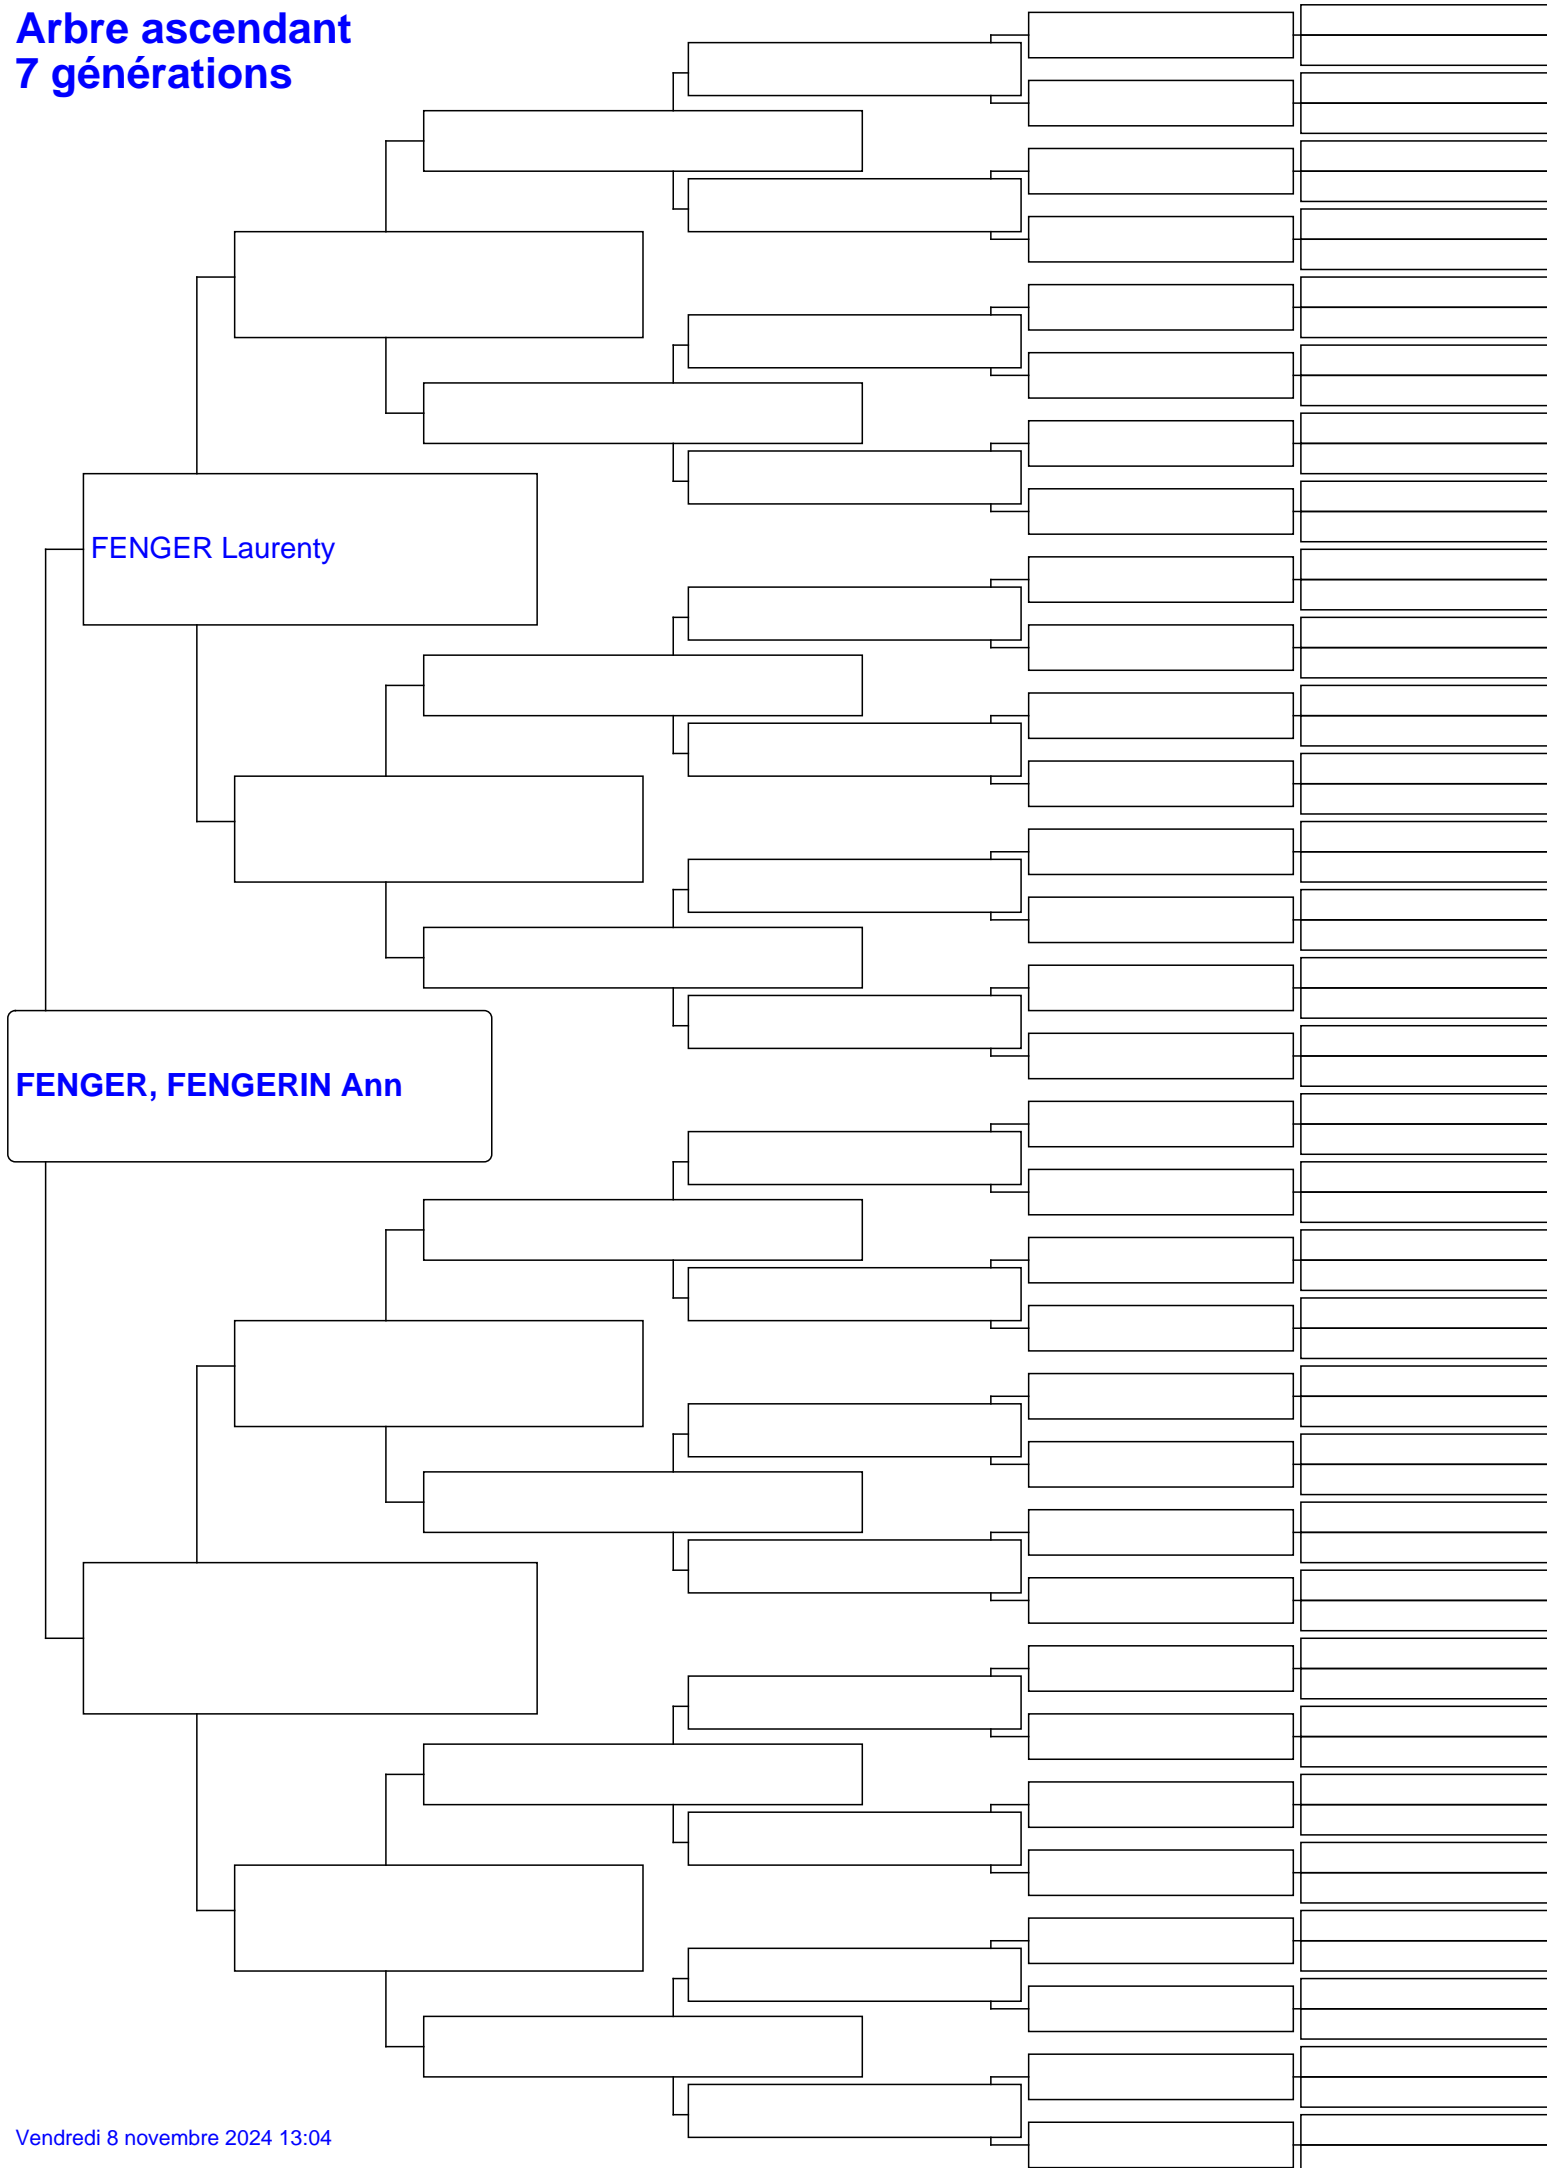 Arbre ascendant
7 générations
FENGER Laurenty
FENGER, FENGERIN Ann
Vendredi 8 novembre 2024 13:04